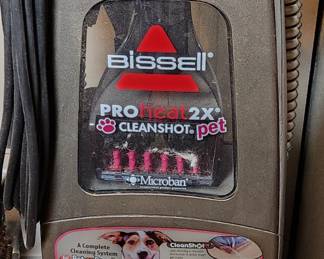 BISSELL®
PROheat 2X®
CLEANSHOT® pet
Microban®
A Complete
Cleaning System
CleanShot